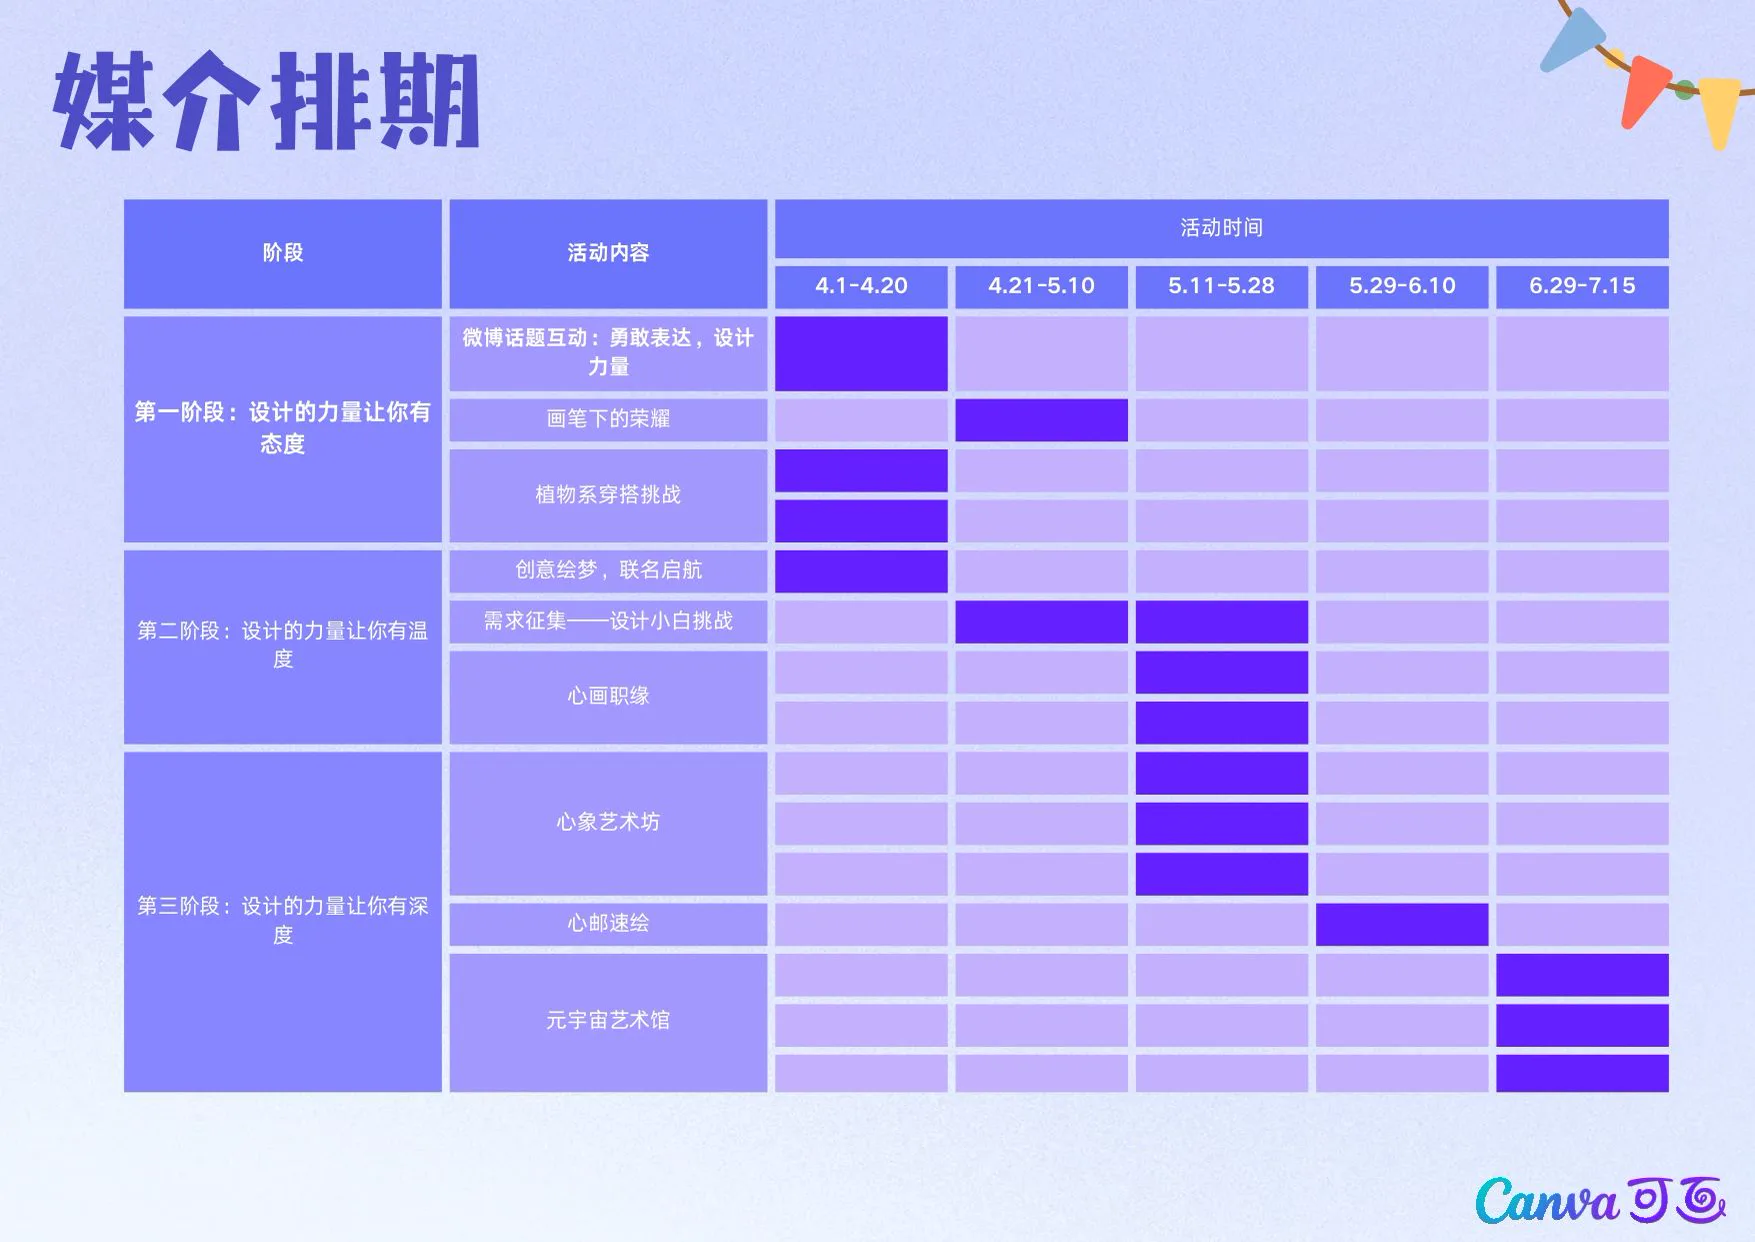 媒介排期
阶段
活动内容
活动时间
4.1-4.20
4.21-5.10
5.11-5.28
5.29-6.10
6.29-7.15
第一阶段：设计的力量让你有
态度
微博话题互动：勇敢表达，设计
力量
画笔下的荣耀
植物系穿搭挑战
第二阶段：设计的力量让你有温
度
创意绘梦，联名启航
需求征集——设计小白挑战
心画职缘
第三阶段：设计的力量让你有深
度
心象艺术坊
心邮速绘
元宇宙艺术馆
Canva可画